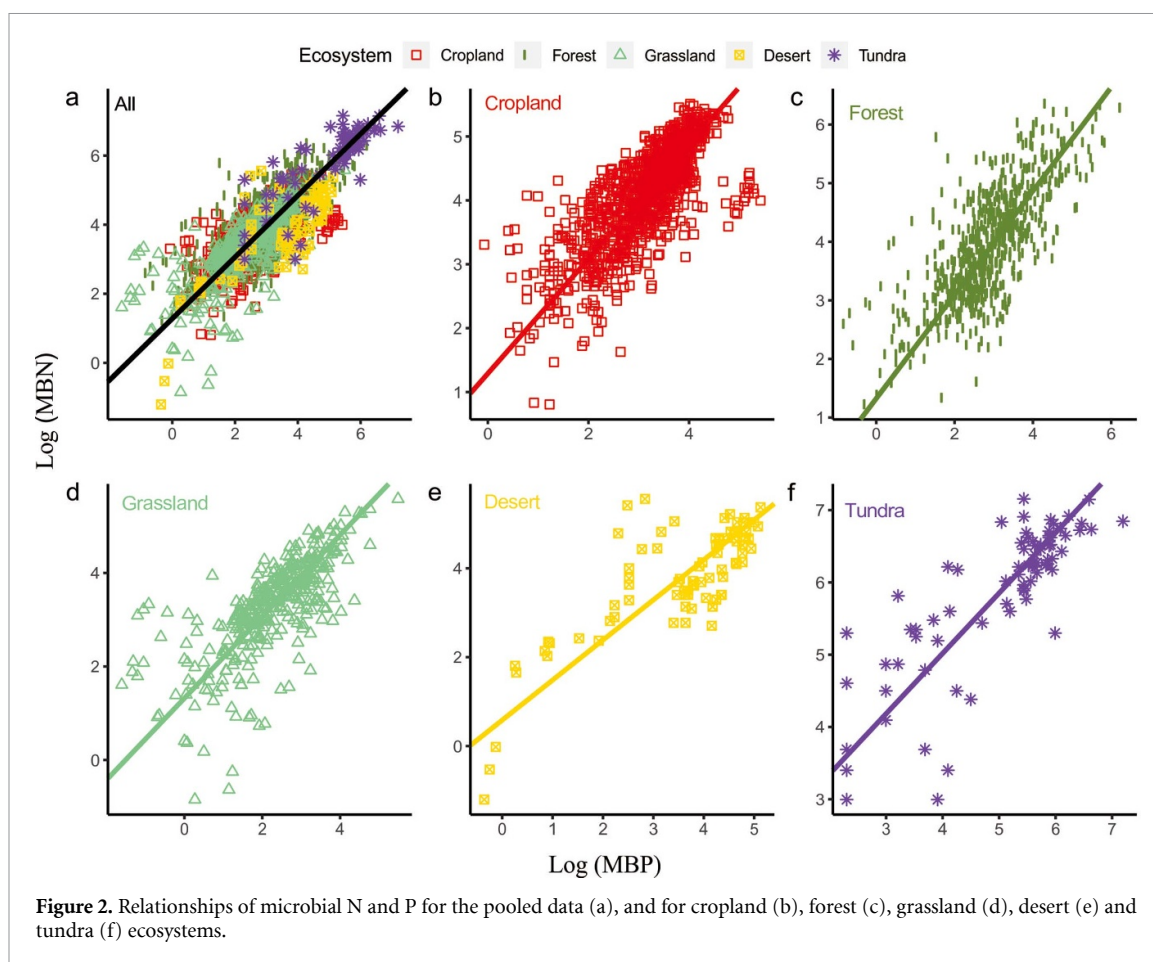 Ecosystem Cropland Forest Grassland Desert Tundra
a All
b Cropland
c Forest
6
4
2
0
0 2 4 6
5
4
3
2
1
0 2 4
6
5
4
3
2
1
0 2 4 6
Log (MBN)
d Grassland
e Desert
f Tundra
4
2
0
0 2 4
4
2
0
0 1 2 3 4 5
7
6
5
4
3
3 4 5 6 7
Log (MBP)
Figure 2. Relationships of microbial N and P for the pooled data (a), and for cropland (b), forest (c), grassland (d), desert (e) and
tundra (f) ecosystems.